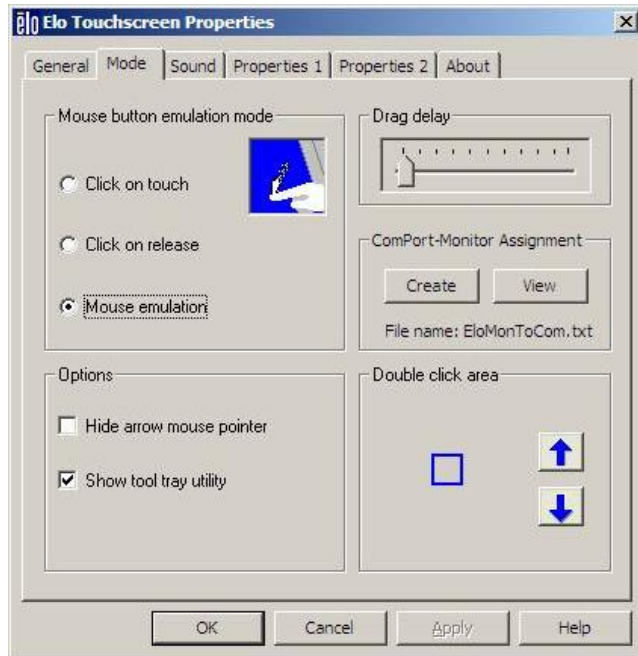 elo Elo Touchscreen Properties
General Mode Sound Properties 1 Properties 2 About
Mouse button emulation mode
Click on touch
Click on release
Mouse emulation
Drag delay
ComPort-Monitor Assignment
Create View
File name: EloMonToCom.txt
Options
Hide arrow mouse pointer
Show tool tray utility
Double click area
OK Cancel Apply Help